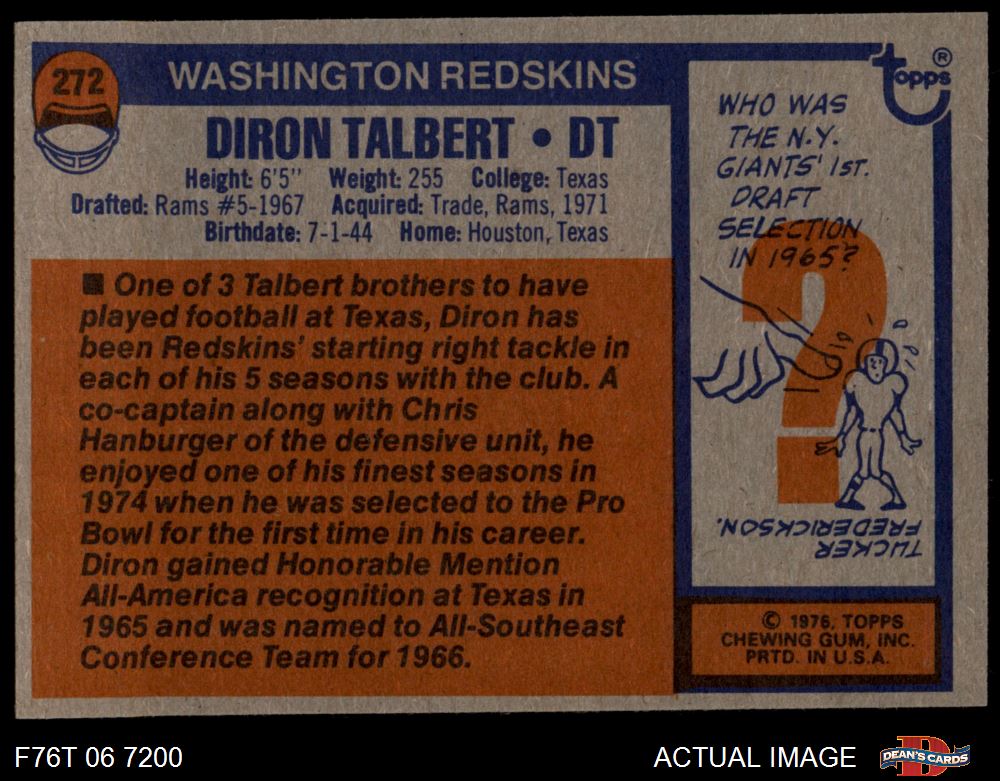 272
WASHINGTON REDSKINS
DIRON TALBERT • DT
Height: 6'5" Weight: 255 College: Texas
Drafted: Rams #5-1967 Acquired: Trade, Rams, 1971
Birthdate: 7-1-44 Home: Houston, Texas
■ One of 3 Talbert brothers to have
played football at Texas, Diron has
been Redskins' starting right tackle in
each of his 5 seasons with the club. A
co-captain along with Chris
Hanburger of the defensive unit, he
enjoyed one of his finest seasons in
1974 when he was selected to the Pro
Bowl for the first time in his career.
Diron gained Honorable Mention
All-America recognition at Texas in
1965 and was named to All-Southeast
Conference Team for 1966.
topps®
WHO WAS
THE N.Y.
GIANTS' 1ST.
DRAFT
SELECTION
IN 1965?
?
TUCKER
FREDERICKSON.
© 1976, TOPPS
CHEWING GUM, INC.
PRTD. IN U.S.A.
F76T 06 7200
ACTUAL IMAGE
D
DEAN'S CARDS